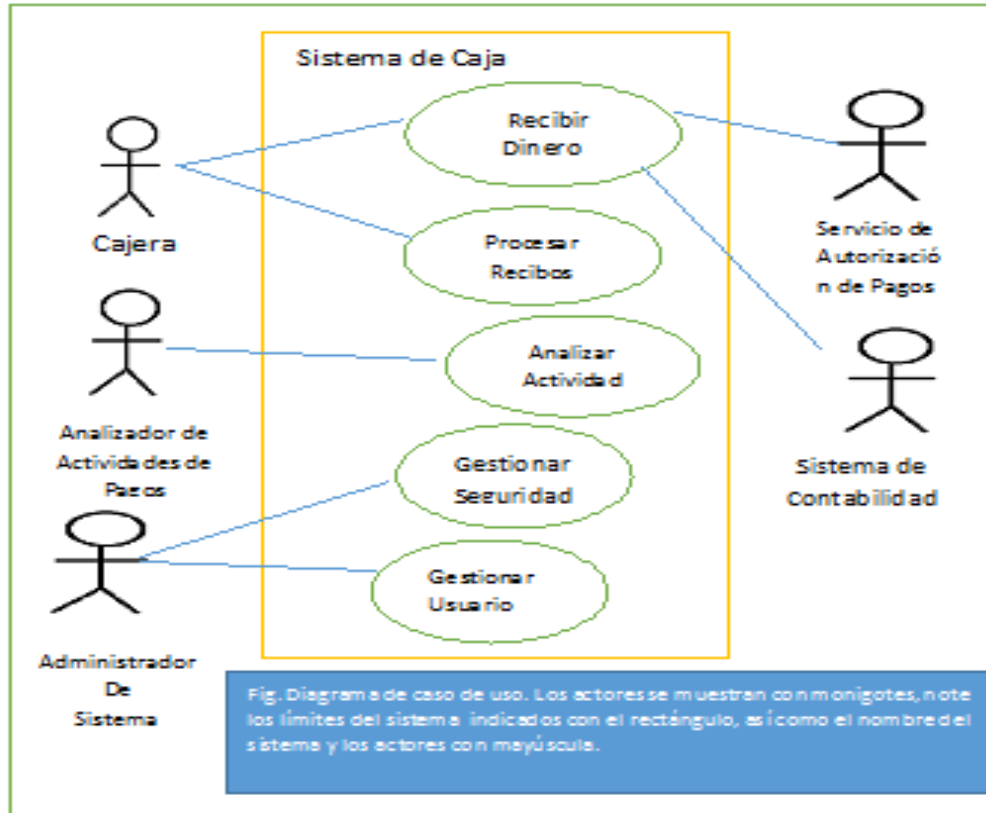 Sistema de Caja
Recibir
Dinero
Cajera
Servicio de
Autorizació
n de Pagos
Procesar
Recibos
Analizar
Actividad
Analizador de
Actividades de
Pagos
Sistema de
Contabilidad
Gestionar
Seguridad
Gestionar
Usuario
Administrador
De
Sistema
Fig. Diagrama de caso de uso. Los actores se muestran con monigotes, note
los límites del sistema indicados con el rectángulo, así como el nombre del
sistema y los actores con mayúscula.